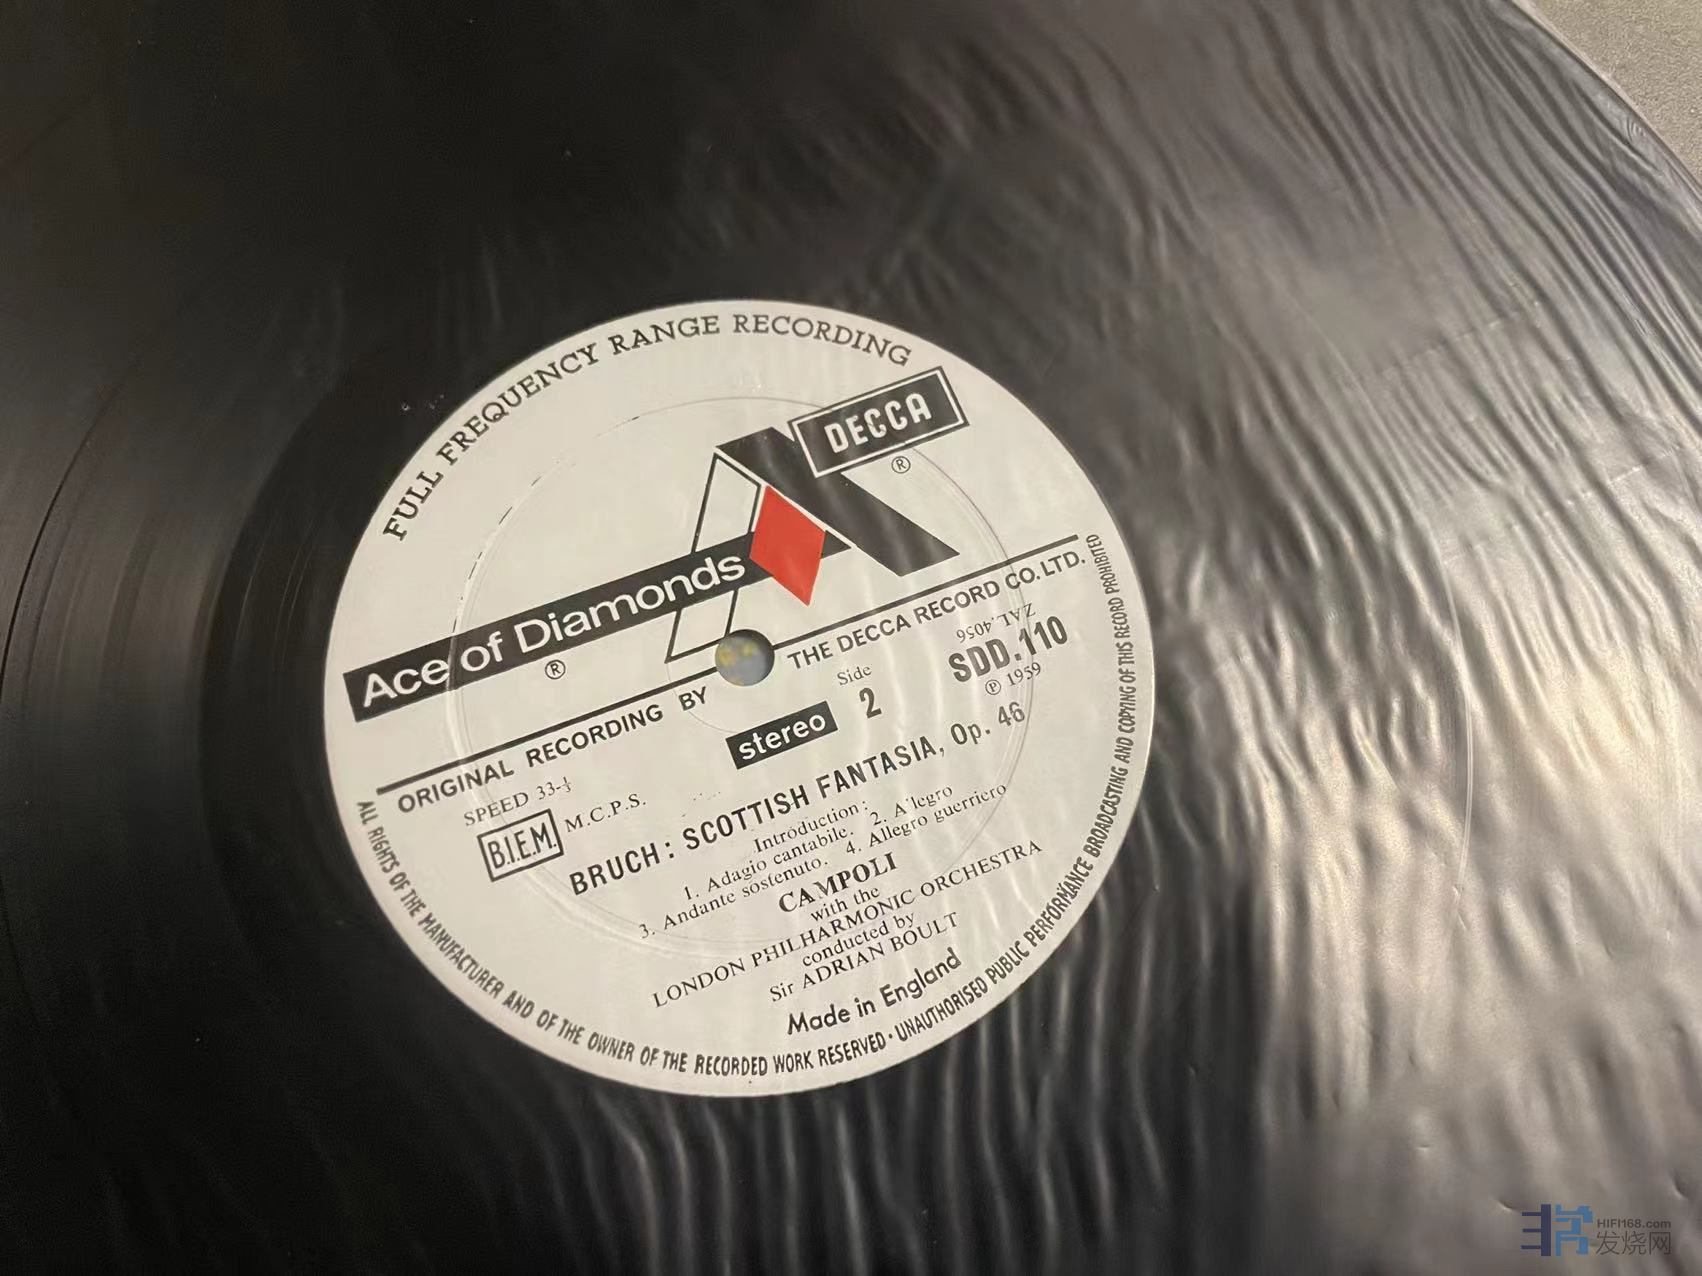 FULL FREQUENCY RANGE RECORDING
DECCA
®
Ace of Diamonds
®
ORIGINAL RECORDING BY THE DECCA RECORD CO. LTD.
ZAL.4056
SPEED 33-⅓
Side
2
SDD.110
℗ 1959
stereo
B.I.E.M.
M.C.P.S.
BRUCH: SCOTTISH FANTASIA, Op. 46
Introduction:
1. Adagio cantabile. 2. A'legro
3. Andante sostenuto. 4. Allegro guerriero
CAMPOLI
with the
LONDON PHILHARMONIC ORCHESTRA
conducted by
Sir ADRIAN BOULT
Made in England
ALL RIGHTS OF THE MANUFACTURER AND OF THE OWNER OF THE RECORDED WORK RESERVED · UNAUTHORISED PUBLIC PERFORMANCE BROADCASTING AND COPYING OF THIS RECORD PROHIBITED
HIFI168.com
发烧网